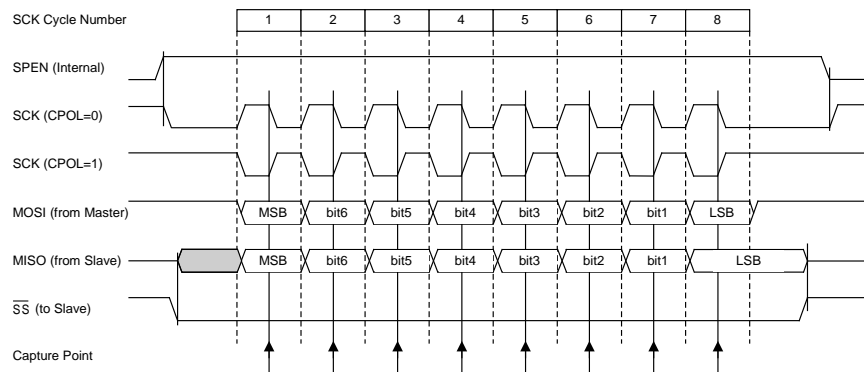 SCK Cycle Number 1 2 3 4 5 6 7 8
SPEN (Internal)
SCK (CPOL=0)
SCK (CPOL=1)
MOSI (from Master) MSB bit6 bit5 bit4 bit3 bit2 bit1 LSB
MISO (from Slave) MSB bit6 bit5 bit4 bit3 bit2 bit1 LSB
SS (to Slave)
Capture Point